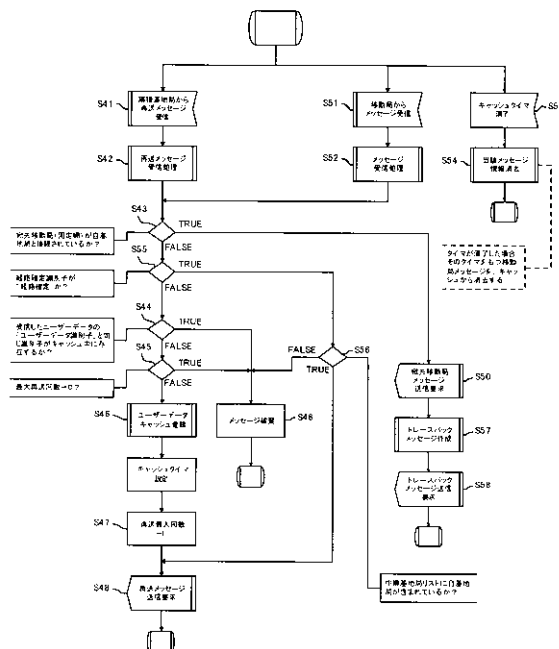 S41
隣接基地局から
再送メッセージ
受信
S51
移動局から
メッセージ受信
キャッシュタイマ
満了
S5
S42
再送メッセージ
受信処理
S52
メッセージ
受信処理
S54
当該メッセージ
情報消去
S43
TRUE
FALSE
宛先移動局(固定網)が自基
地局と接続されているか?
S55
TRUE
FALSE
経路確定識別子が
"経路確定"か?
タイマが満了した場合
そのタイマをもつ移動
局メッセージを、キャッシ
ュから消去する
S44
TRUE
FALSE
受信したユーザーデータの
「ユーザーデータ識別子」と同
じ識別子がキャッシュ中に存
在するか?
S45
TRUE
FALSE
最大再送回数=0?
FALSE
TRUE
S56
S50
宛先移動局
メッセージ
送信要求
S46
ユーザーデータ
キャッシュ蓄積
メッセージ破棄
S46
S57
トレースバック
メッセージ作成
キャッシュタイマ
設定
S58
トレースバック
メッセージ送信
要求
S47
再送最大回数
-1
S48
再送メッセージ
送信要求
中継基地局リストに自基地
局が含まれているか?